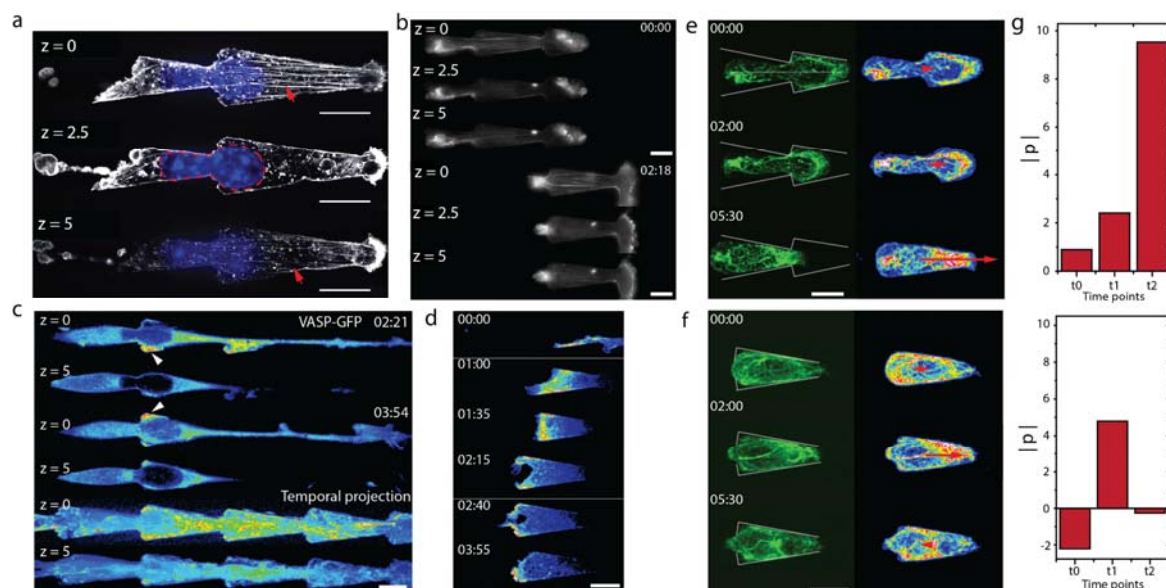 a
z = 0
z = 2.5
z = 5
b
z = 0
00:00
z = 2.5
z = 5
z = 0
02:18
z = 2.5
z = 5
c
z = 0
VASP-GFP 02:21
z = 5
z = 0
03:54
z = 5
Temporal projection
z = 0
z = 5
d
00:00
01:00
01:35
02:15
02:40
03:55
e
00:00
02:00
05:30
f
00:00
02:00
05:30
g
10
8
6
4
2
0
|p|
t0 t1 t2
Time points
10
8
6
4
2
0
-2
|p|
t0 t1 t2
Time points